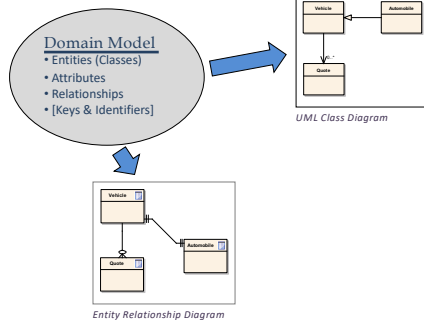 Domain Model
• Entities (Classes)
• Attributes
• Relationships
• [Keys & Identifiers]
Vehicle
Automobile
0..*
Quote
UML Class Diagram
Vehicle
Automobile
Quote
Entity Relationship Diagram